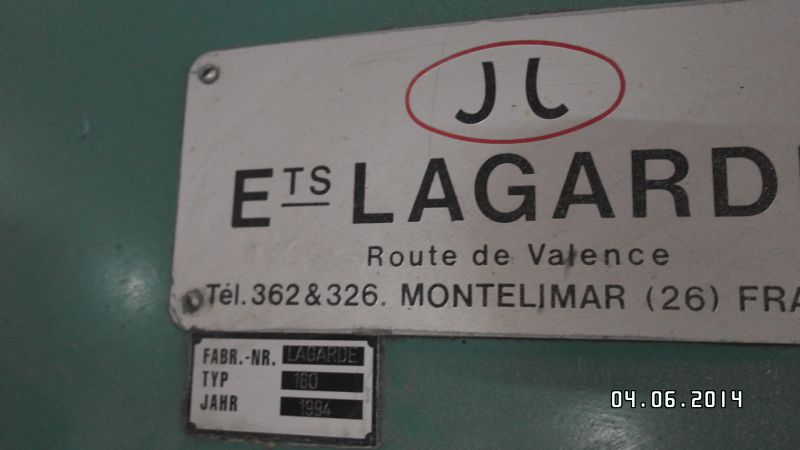 JL
ETS LAGARD
Route de Valence
Tél. 362 & 326. MONTELIMAR (26) FRA
FABR.-NR. LAGARDE
TYP 160
JAHR 1994
04.06.2014